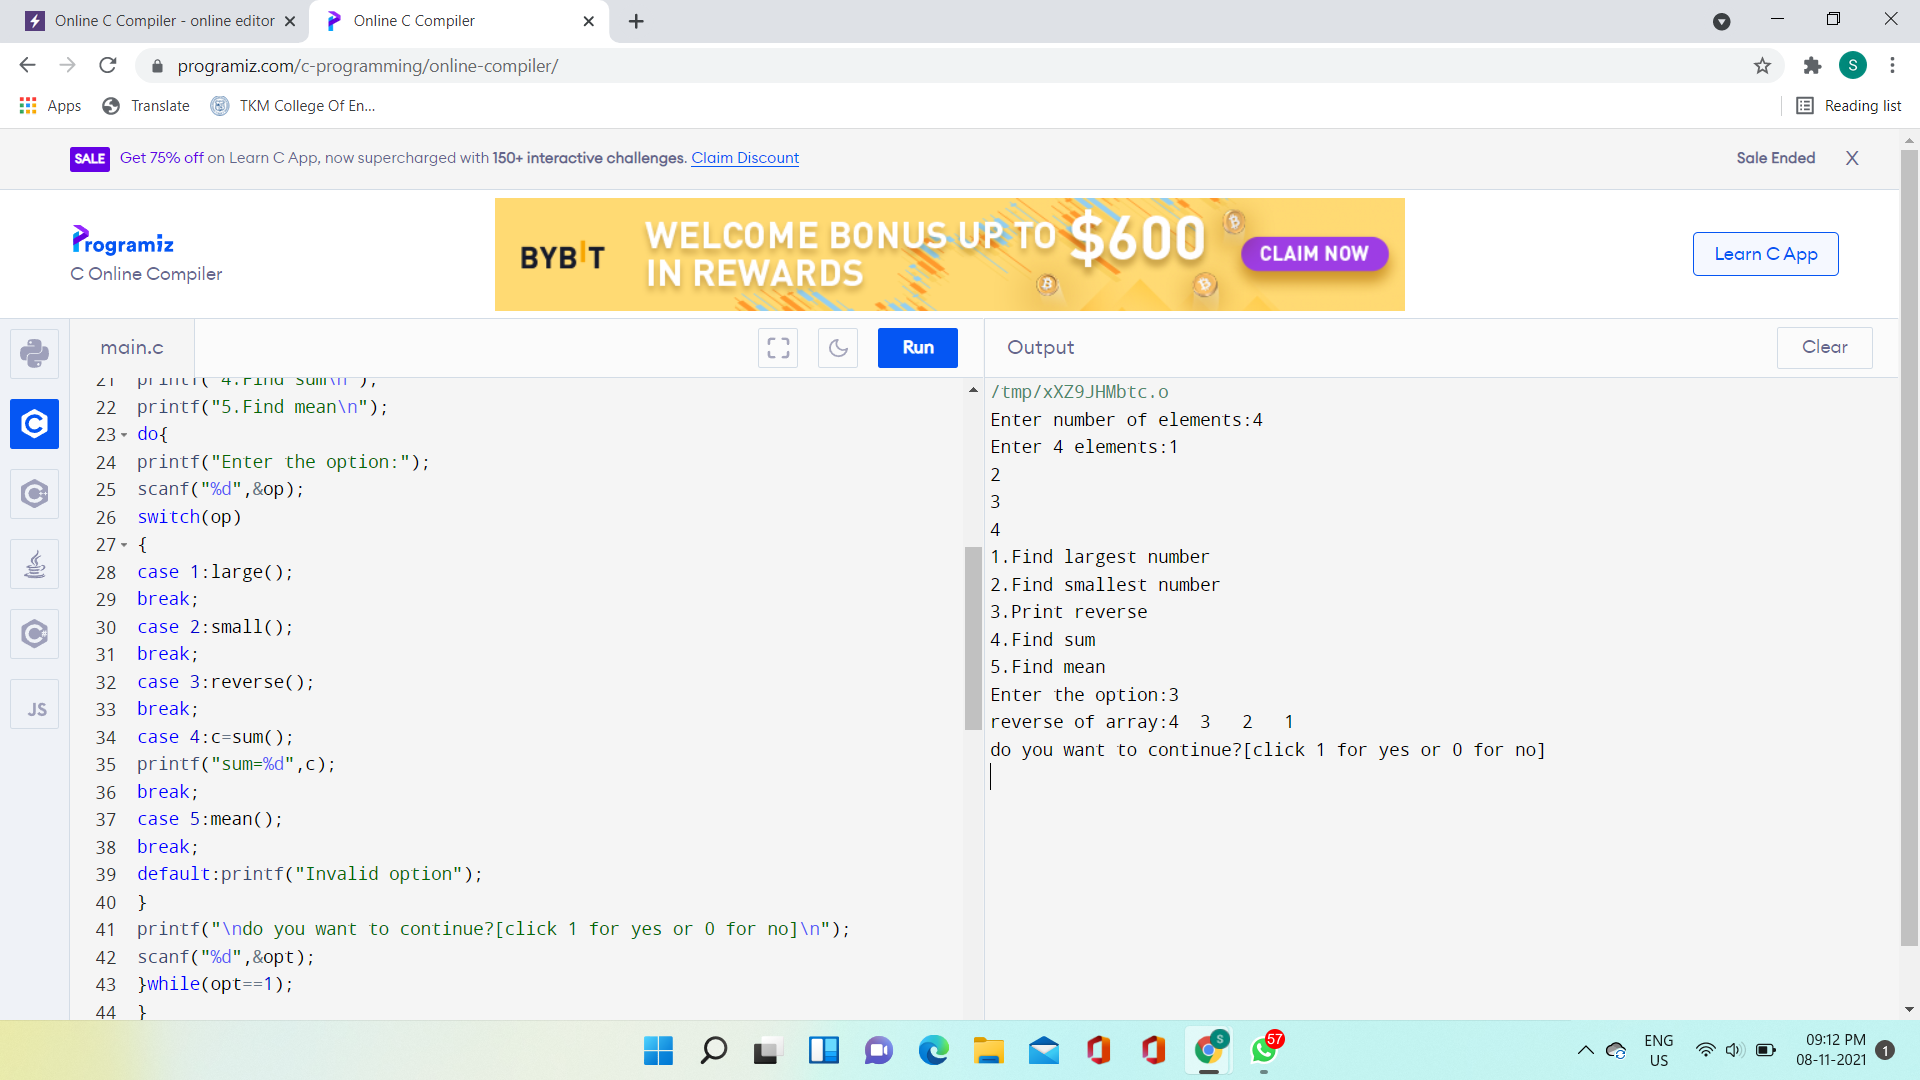 Online C Compiler - online editor
Online C Compiler
programiz.com/c-programming/online-compiler/
S
Apps
Translate
TKM College Of En...
Reading list
SALE Get 75% off on Learn C App, now supercharged with 150+ interactive challenges. Claim Discount
Sale Ended X
Programiz
C Online Compiler
BYBIT
WELCOME BONUS UP TO $600
IN REWARDS
CLAIM NOW
Learn C App
main.c
Run
Output
Clear
21 printf("4.Find sum\n");
22 printf("5.Find mean\n");
23 do{
24 printf("Enter the option:");
25 scanf("%d",&op);
26 switch(op)
27 {
28 case 1:large();
29 break;
30 case 2:small();
31 break;
32 case 3:reverse();
33 break;
34 case 4:c=sum();
35 printf("sum=%d",c);
36 break;
37 case 5:mean();
38 break;
39 default:printf("Invalid option");
40 }
41 printf("\ndo you want to continue?[click 1 for yes or 0 for no]\n");
42 scanf("%d",&opt);
43 }while(opt==1);
44 }
/tmp/xXZ9JHMbtc.o
Enter number of elements:4
Enter 4 elements:1
2
3
4
1.Find largest number
2.Find smallest number
3.Print reverse
4.Find sum
5.Find mean
Enter the option:3
reverse of array:4 3 2 1
do you want to continue?[click 1 for yes or 0 for no]
JS
S
57
ENG
US
09:12 PM
08-11-2021
1